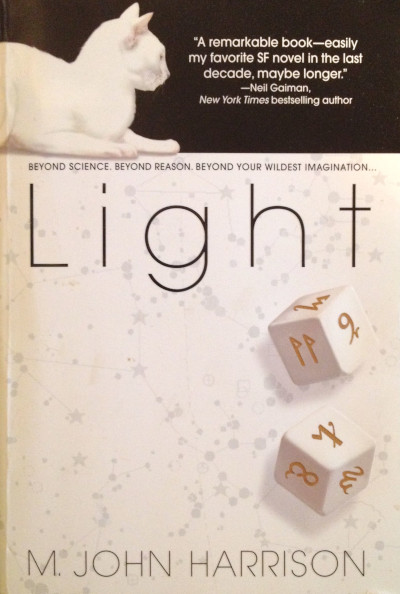 "A remarkable book—easily
my favorite SF novel in the last
decade, maybe longer."
—Neil Gaiman,
New York Times bestselling author
BEYOND SCIENCE. BEYOND REASON. BEYOND YOUR WILDEST IMAGINATION...
Light
M. JOHN HARRISON